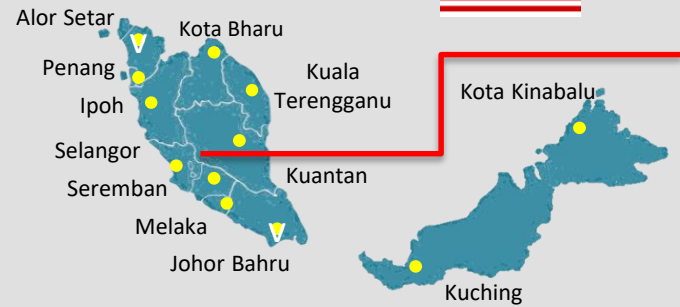 Alor Setar
Kota Bharu
Penang
Kuala
Terengganu
Ipoh
Kota Kinabalu
Selangor
Kuantan
Seremban
Melaka
Johor Bahru
Kuching